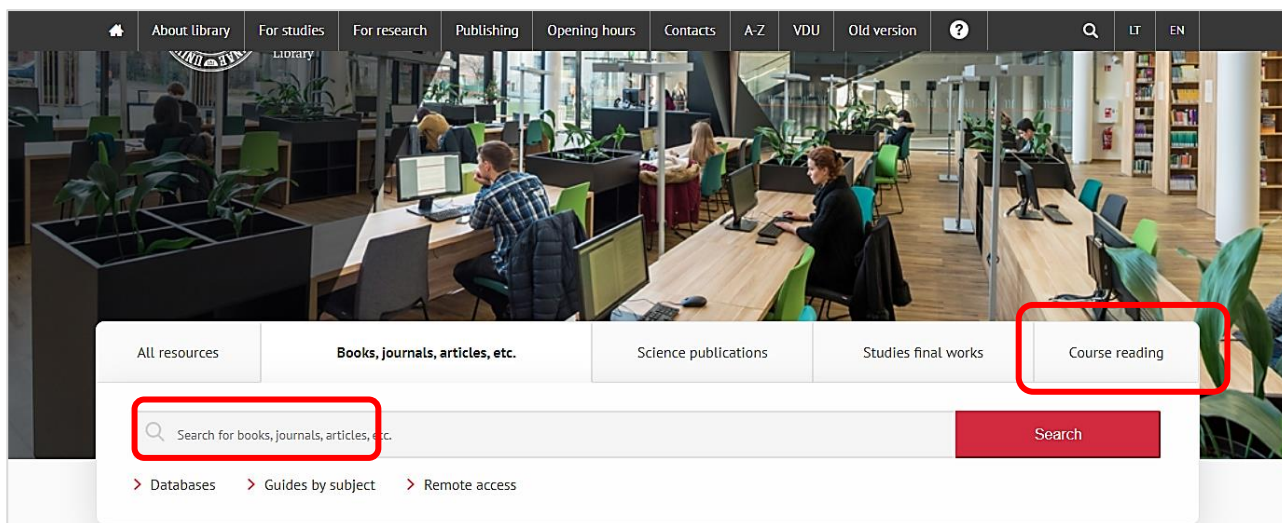 About library For studies For research Publishing Opening hours Contacts A-Z VDU Old version ? LT EN
Library
All resources Books, journals, articles, etc. Science publications Studies final works Course reading
Search for books, journals, articles, etc. Search
Databases Guides by subject Remote access